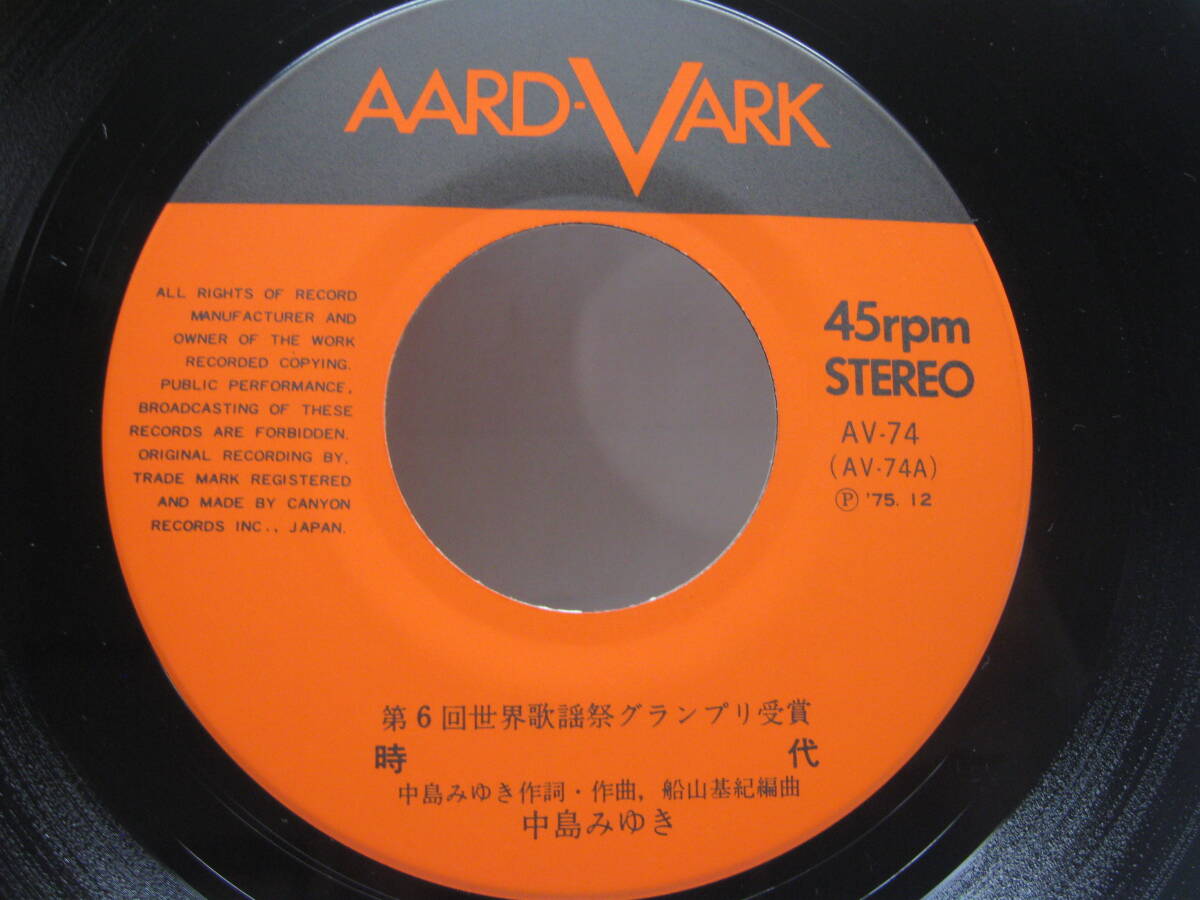 AARD-VARK
ALL RIGHTS OF RECORD
MANUFACTURER AND
OWNER OF THE WORK
RECORDED COPYING.
PUBLIC PERFORMANCE,
BROADCASTING OF THESE
RECORDS ARE FORBIDDEN.
ORIGINAL RECORDING BY,
TRADE MARK REGISTERED
AND MADE BY CANYON
RECORDS INC., JAPAN.
45rpm
STEREO
AV-74
(AV-74A)
Ⓟ '75. 12
第6回世界歌謡祭グランプリ受賞
時 代
中島みゆき作詞・作曲, 船山基紀編曲
中島みゆき